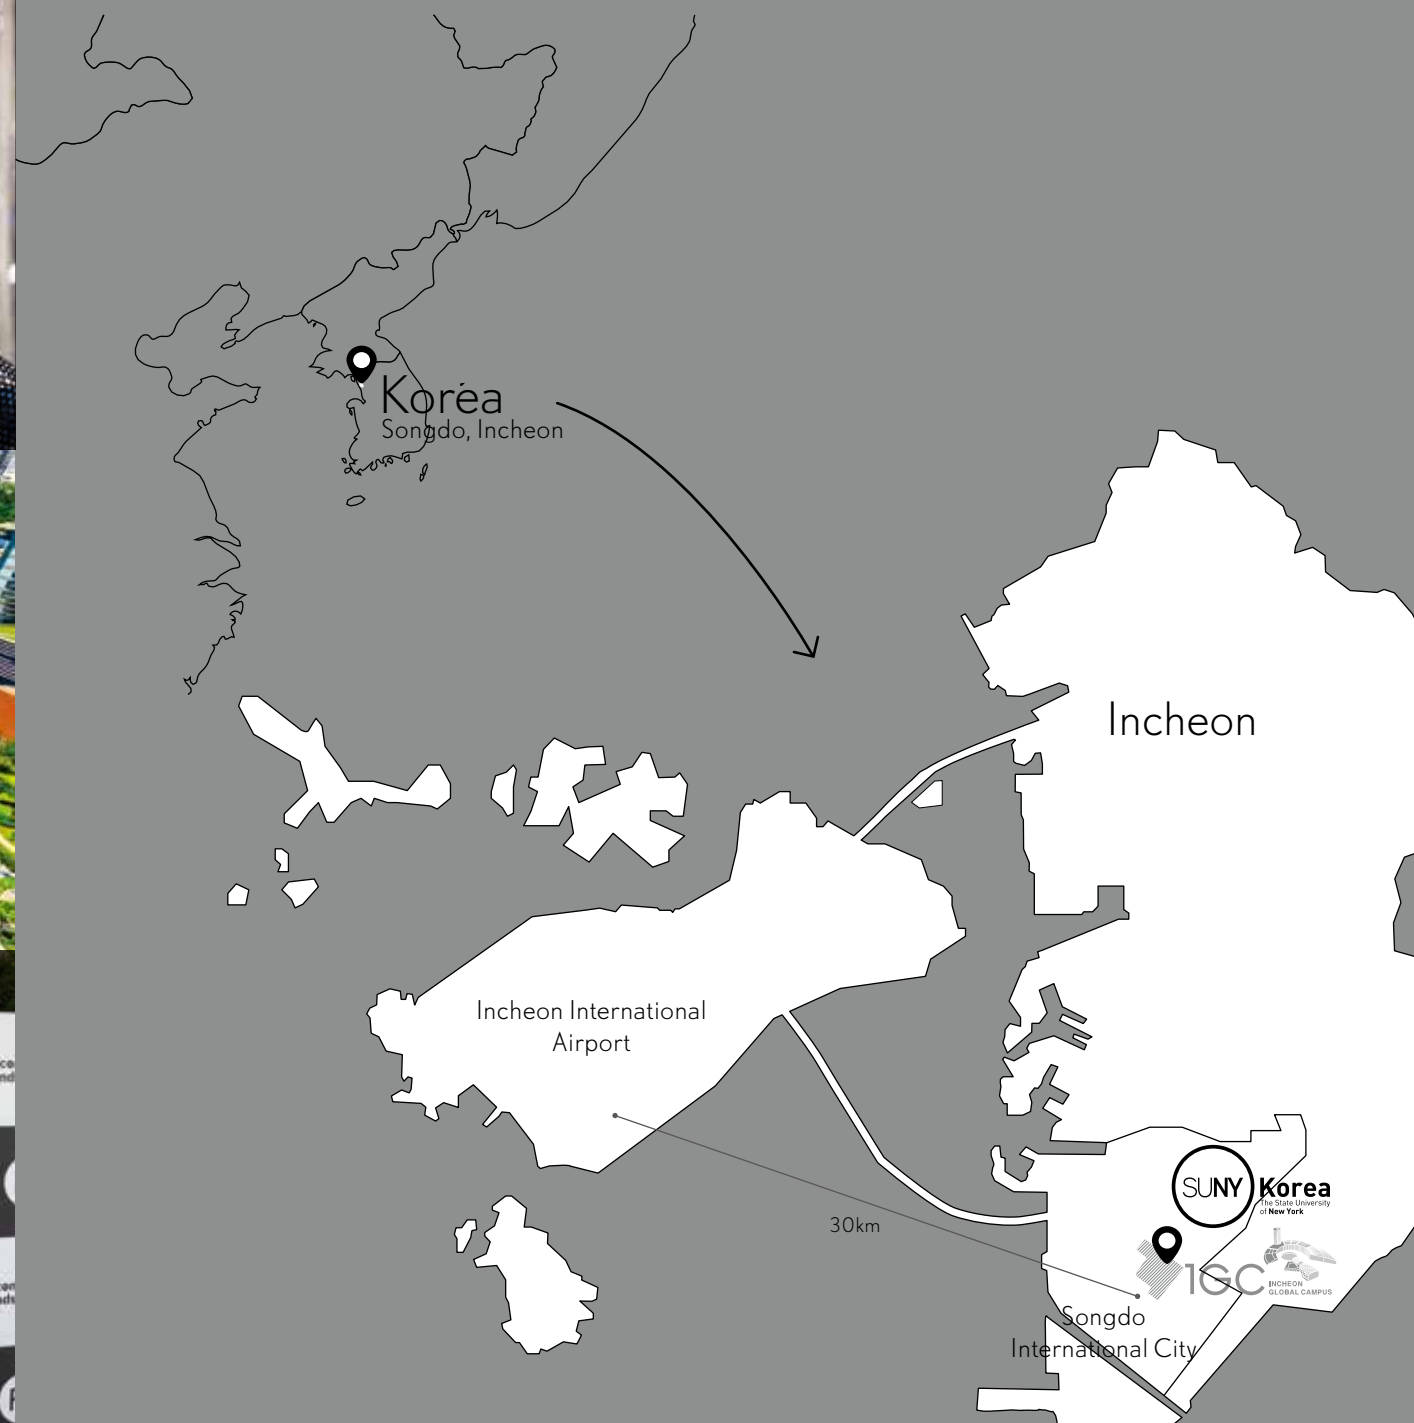 Korea
Songdo, Incheon
Incheon
Incheon International
Airport
30km
SUNY Korea
The State University
of New York
IGC
INCHEON
GLOBAL CAMPUS
Songdo
International City